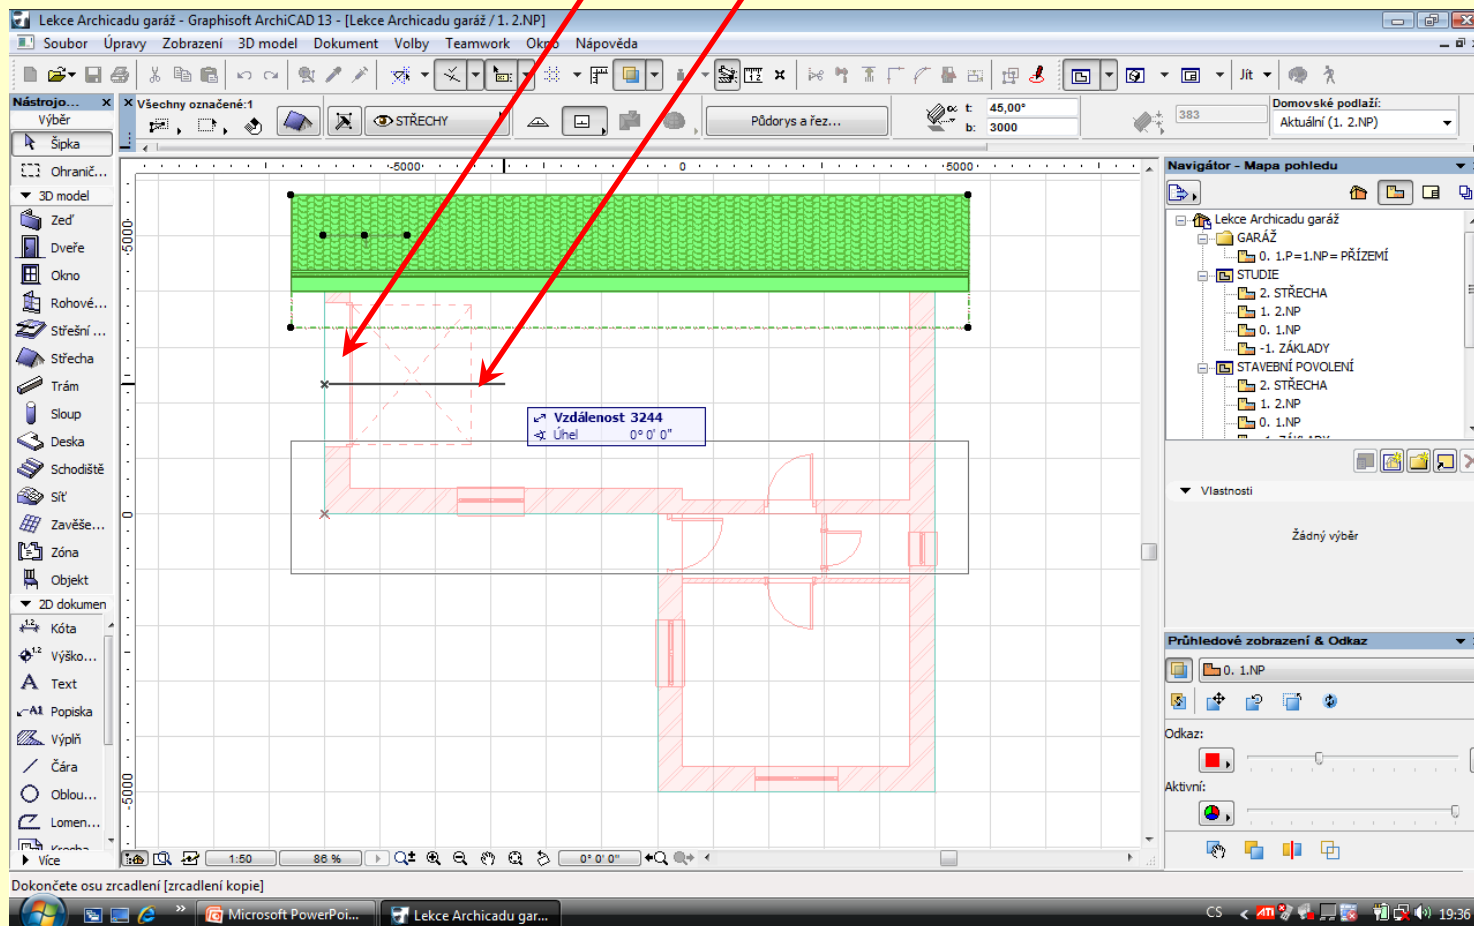 Lekce Archicadu garáž - Graphisoft ArchiCAD 13 - [Lekce Archicadu garáž / 1. 2.NP]
Soubor Úpravy Zobrazení 3D model Dokument Volby Teamwork Okno Nápověda
Jít
Nástrojo...
Výběr
Šipka
Ohranič...
3D model
Zeď
Dveře
Okno
Rohové...
Střešní ...
Střecha
Trám
Sloup
Deska
Schodiště
Síť
Zavěše...
Zóna
Objekt
2D dokumen
Kóta
Výško...
Text
Popiska
Výplň
Čára
Oblou...
Lomen...
Více
Všechny označené:1
STŘECHY
Půdorys a řez...
α t: 45,00°
b: 3000
383
Domovské podlaží:
Aktuální (1. 2.NP)
-5000 0 5000
5000
0
-5000
Vzdálenost 3244
Úhel 0° 0' 0"
Navigátor - Mapa pohledu
Lekce Archicadu garáž
GARÁŽ
0. 1.P=1.NP= PŘÍZEMÍ
STUDIE
2. STŘECHA
1. 2.NP
0. 1.NP
-1. ZÁKLADY
STAVEBNÍ POVOLENÍ
2. STŘECHA
1. 2.NP
0. 1.NP
Vlastnosti
Žádný výběr
Průhledové zobrazení & Odkaz
0. 1.NP
Odkaz:
Aktivní:
1:50 86 % 0° 0' 0"
Dokončete osu zrcadlení [zrcadlení kopie]
Microsoft PowerPoi... Lekce Archicadu gar... CS 19:36